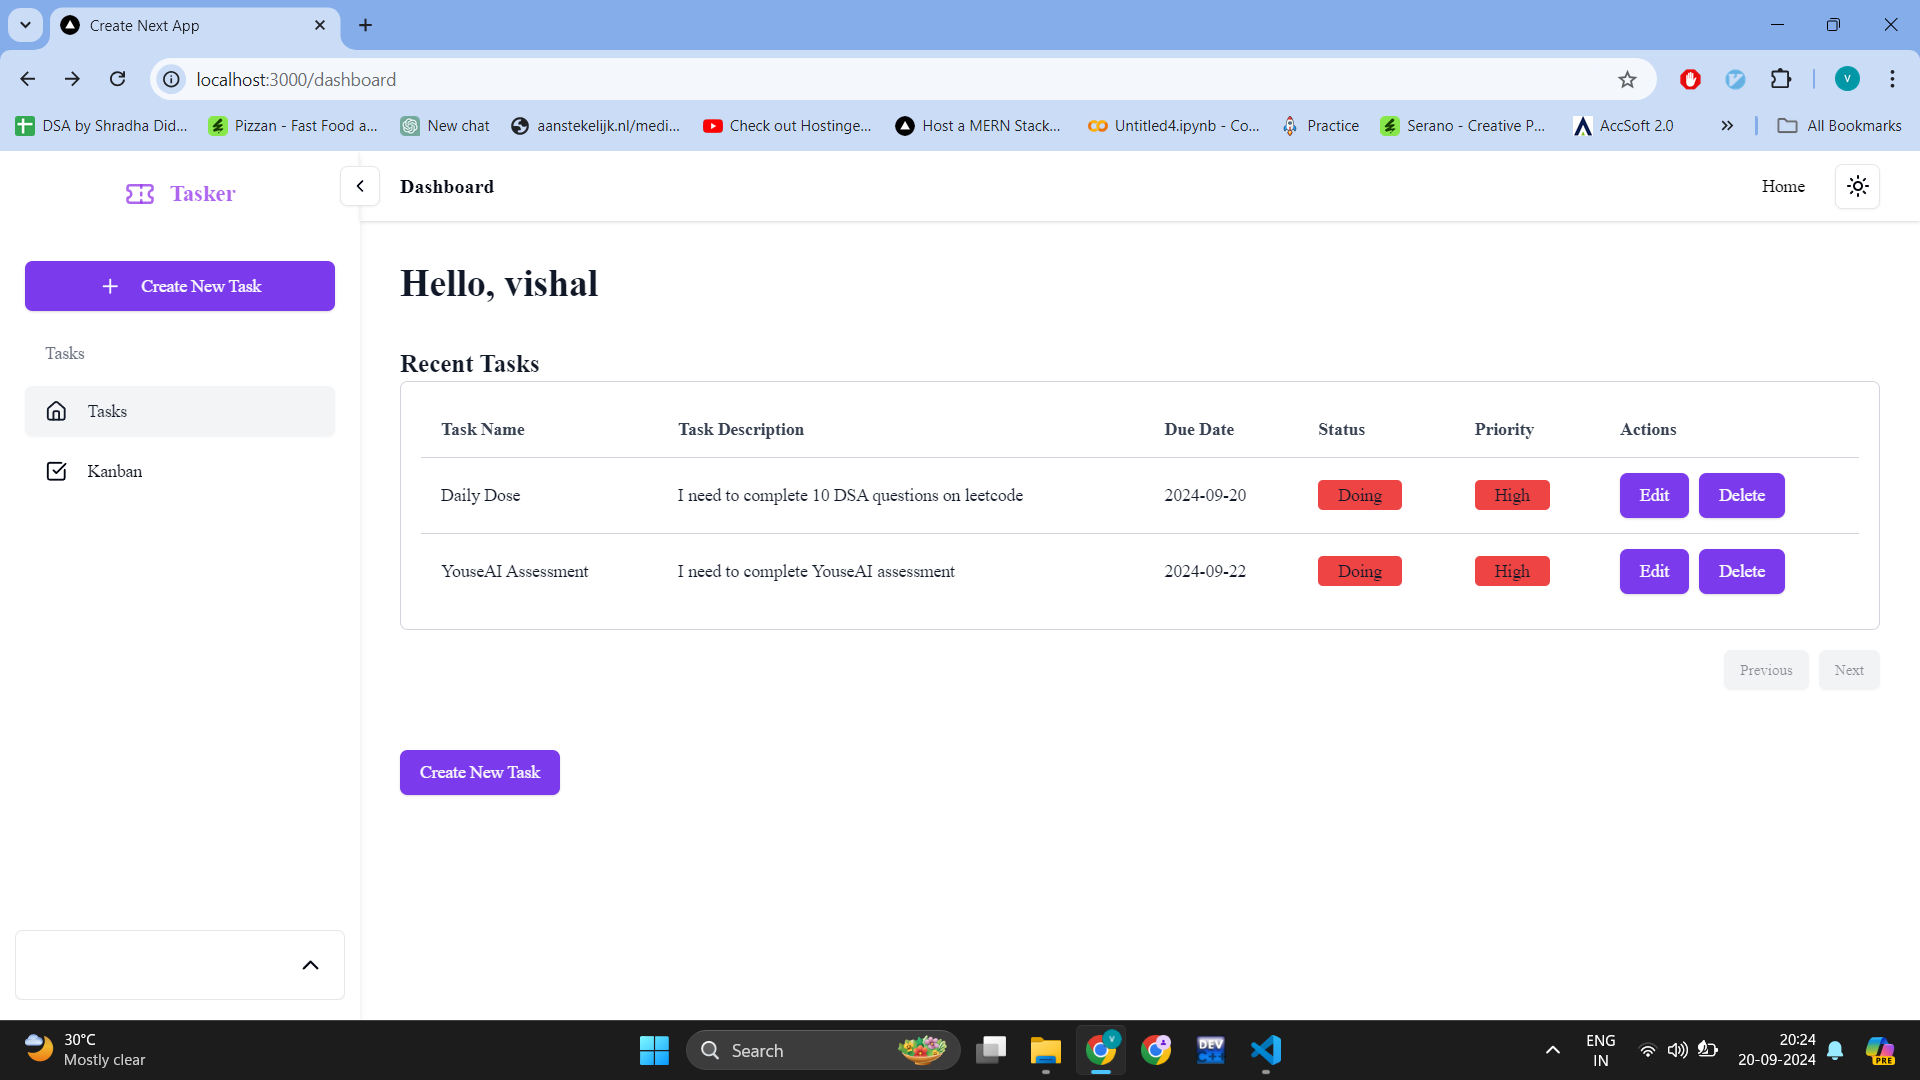 Create Next App
localhost:3000/dashboard
DSA by Shradha Did...
Pizzan - Fast Food a...
New chat
aanstekelijk.nl/medi...
Check out Hostinge...
Host a MERN Stack...
Untitled4.ipynb - Co...
Practice
Serano - Creative P...
AccSoft 2.0
All Bookmarks
Tasker
Dashboard
Home
Create New Task
Tasks
Tasks
Kanban
Hello, vishal
Recent Tasks
Task Name Task Description Due Date Status Priority Actions
Daily Dose I need to complete 10 DSA questions on leetcode 2024-09-20 Doing High Edit Delete
YouseAI Assessment I need to complete YouseAI assessment 2024-09-22 Doing High Edit Delete
Previous Next
Create New Task
30°C
Mostly clear
Search
DEV
ENG
IN
20:24
20-09-2024
PRE